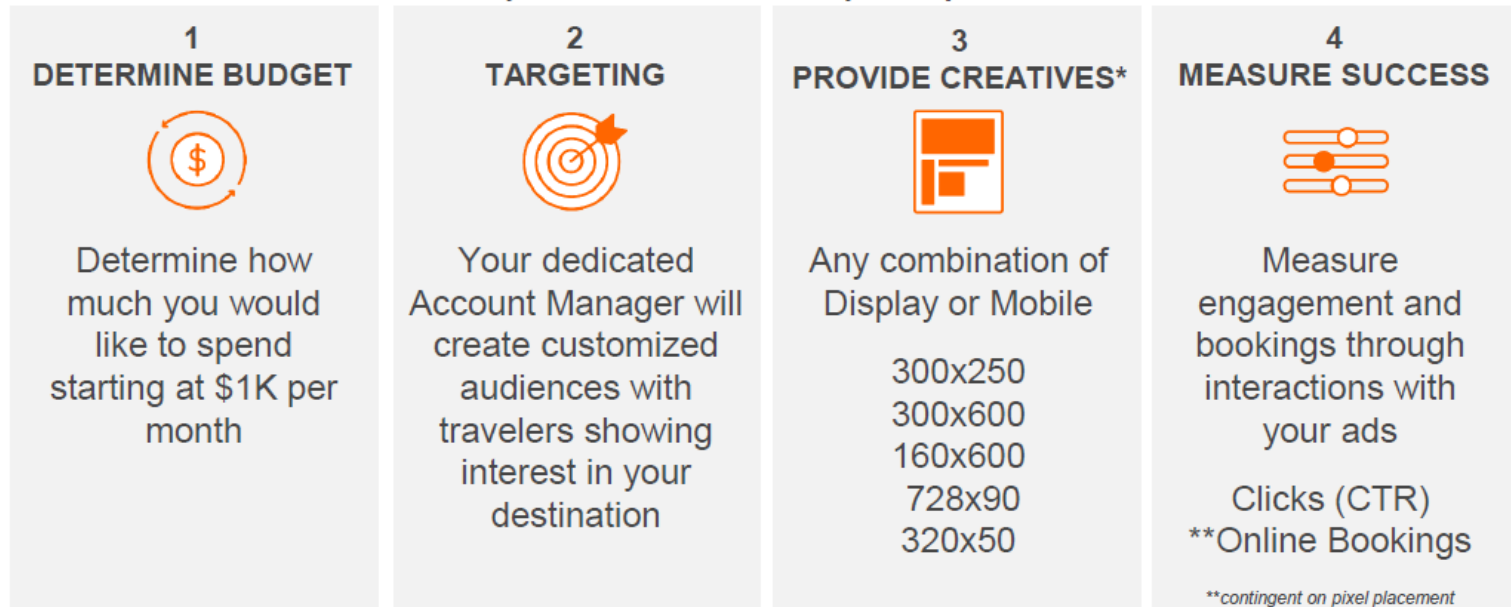 1
DETERMINE BUDGET
$
Determine how
much you would
like to spend
starting at $1K per
month
2
TARGETING
Your dedicated
Account Manager will
create customized
audiences with
travelers showing
interest in your
destination
3
PROVIDE CREATIVES*
Any combination of
Display or Mobile
300x250
300x600
160x600
728x90
320x50
4
MEASURE SUCCESS
Measure
engagement and
bookings through
interactions with
your ads
Clicks (CTR)
**Online Bookings
**contingent on pixel placement